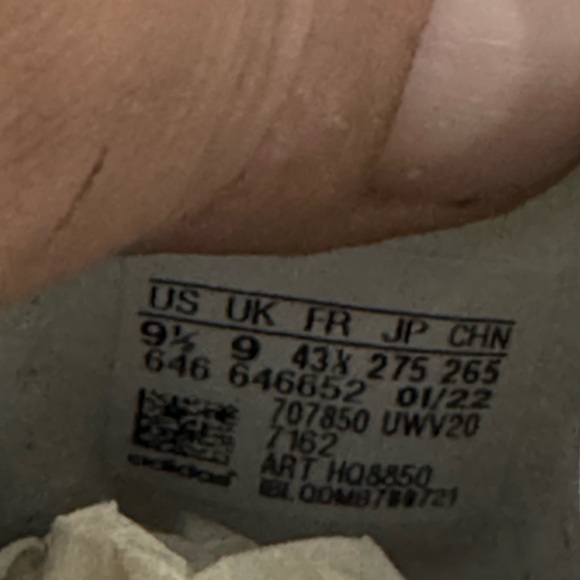 US UK FR JP CHN
9½ 9 43⅓ 275 265
646 646652 01/22
707850 UWV20
7162
adidas
ART HQ8850